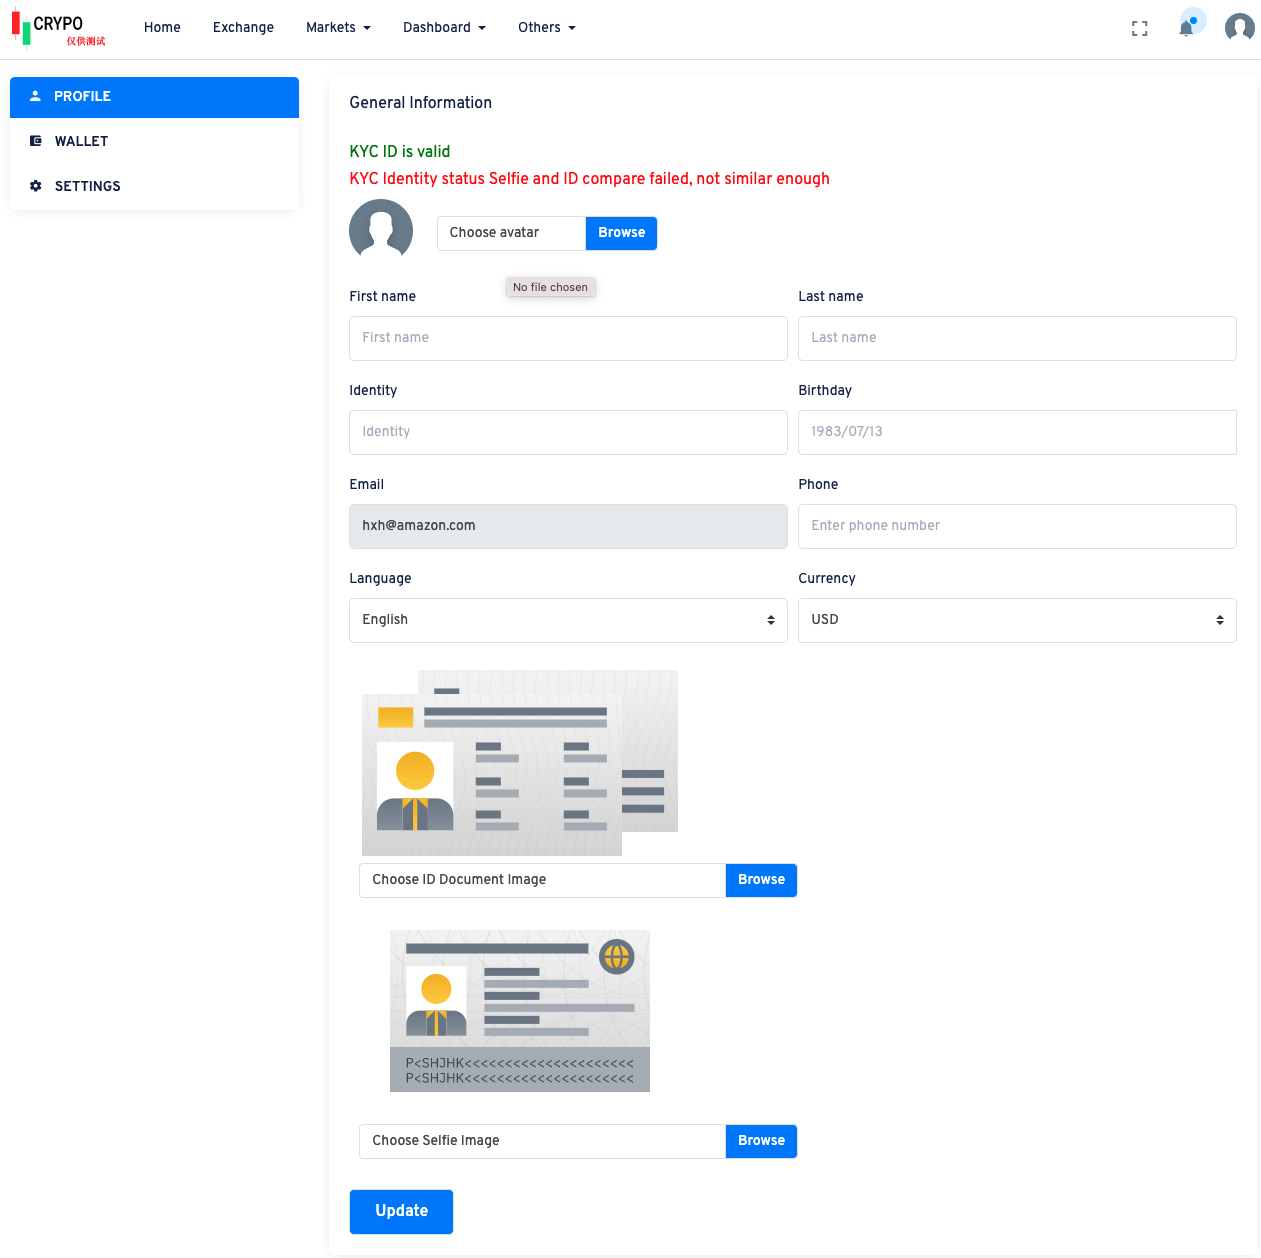 CRYPO
仅供测试
Home Exchange Markets Dashboard Others
PROFILE
WALLET
SETTINGS
General Information
KYC ID is valid
KYC Identity status Selfie and ID compare failed, not similar enough
Choose avatar Browse
No file chosen
First name Last name
First name Last name
Identity Birthday
Identity 1983/07/13
Email Phone
hxh@amazon.com Enter phone number
Language Currency
English USD
Choose ID Document Image Browse
P<SHJHK<<<<<<<<<<<<<<<<<<<<<
P<SHJHK<<<<<<<<<<<<<<<<<<<<<
Choose Selfie Image Browse
Update